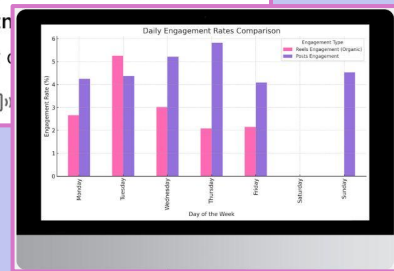 Daily Engagement Rates Comparison
Engagement Type
Reels Engagement (Organic)
Posts Engagement
Engagement Rate (%)
6
5
4
3
2
1
0
Monday
Tuesday
Wednesday
Thursday
Friday
Saturday
Sunday
Day of the Week